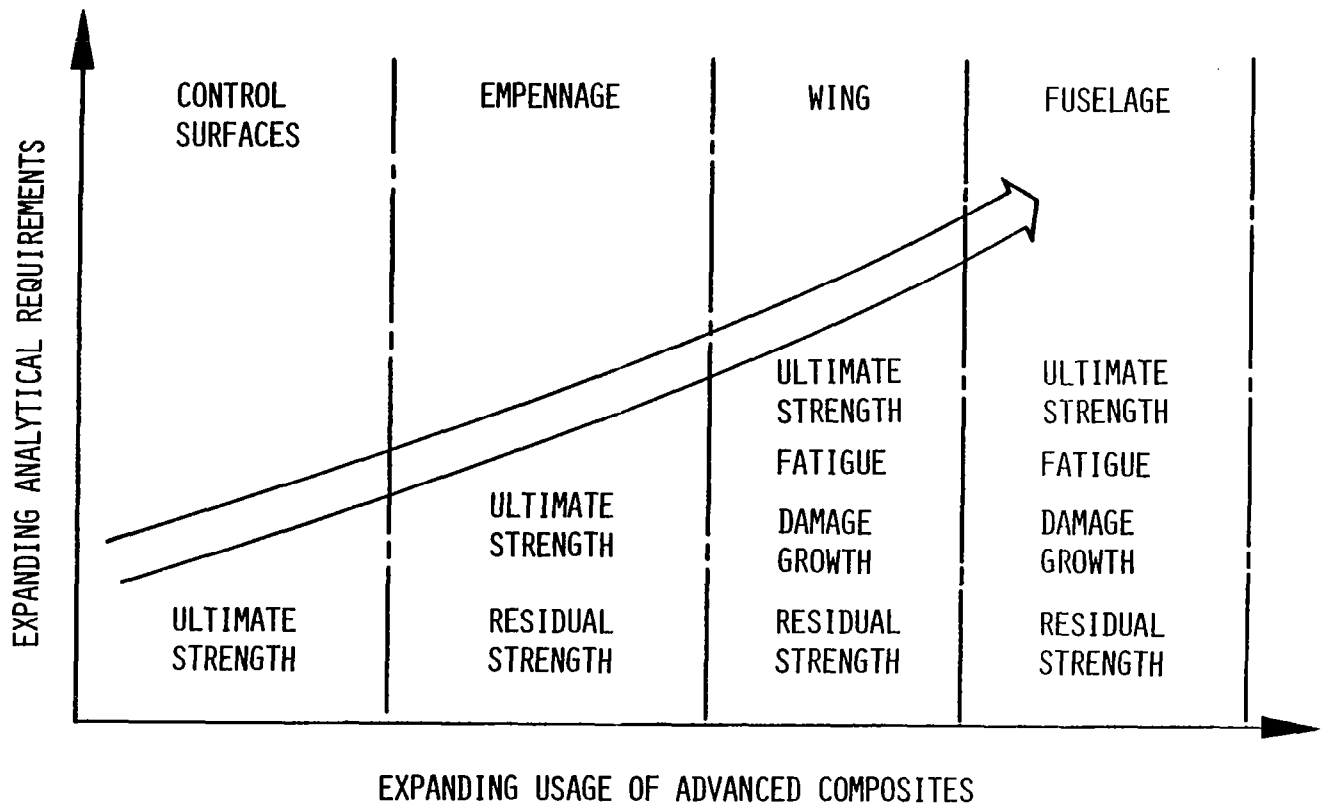 EXPANDING ANALYTICAL REQUIREMENTS
CONTROL
SURFACES
EMPENNAGE
WING
FUSELAGE
ULTIMATE
STRENGTH
ULTIMATE
STRENGTH
RESIDUAL
STRENGTH
ULTIMATE
STRENGTH
FATIGUE
DAMAGE
GROWTH
RESIDUAL
STRENGTH
ULTIMATE
STRENGTH
FATIGUE
DAMAGE
GROWTH
RESIDUAL
STRENGTH
EXPANDING USAGE OF ADVANCED COMPOSITES